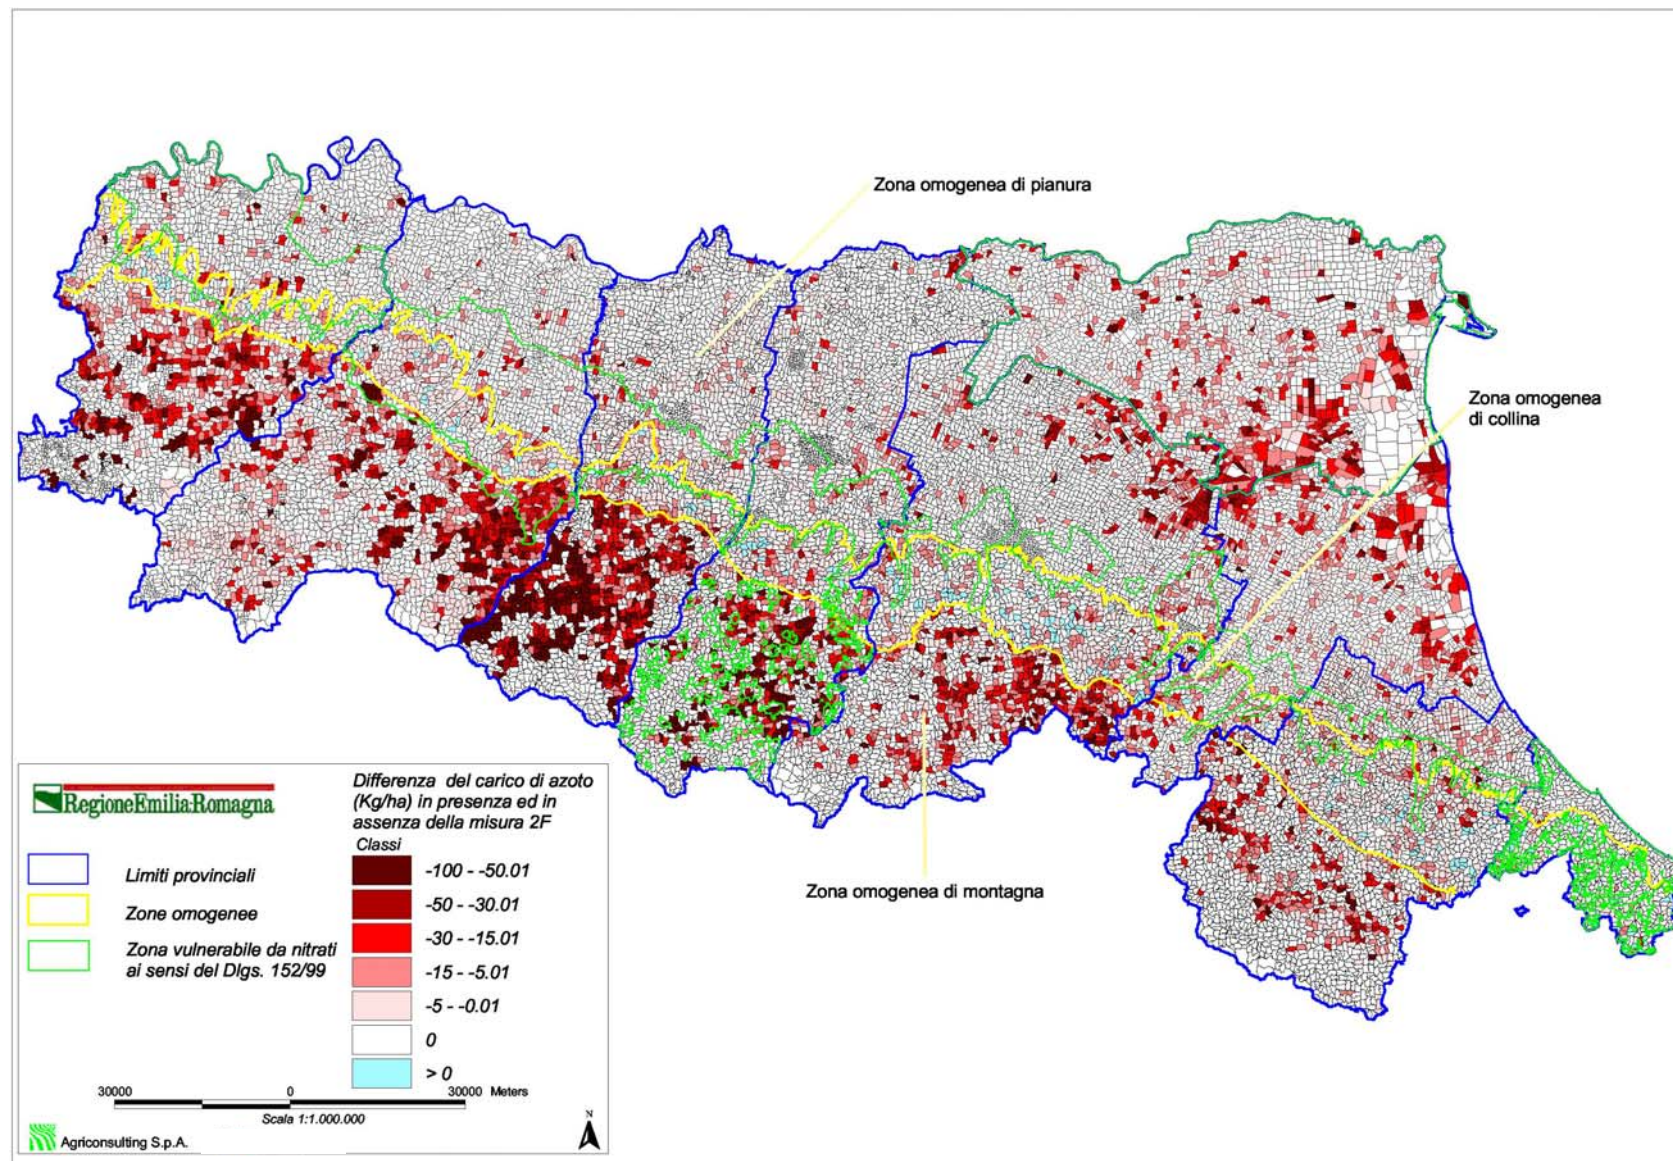 Zona omogenea di pianura
Zona omogenea
di collina
Zona omogenea di montagna
RegioneEmilia-Romagna
Limiti provinciali
Zone omogenee
Zona vulnerabile da nitrati
ai sensi del Dlgs. 152/99
Differenza del carico di azoto
(Kg/ha) in presenza ed in
assenza della misura 2F
Classi
-100 - -50.01
-50 - -30.01
-30 - -15.01
-15 - -5.01
-5 - -0.01
0
> 0
30000 0 30000 Meters
Scala 1:1.000.000
N
Agriconsulting S.p.A.